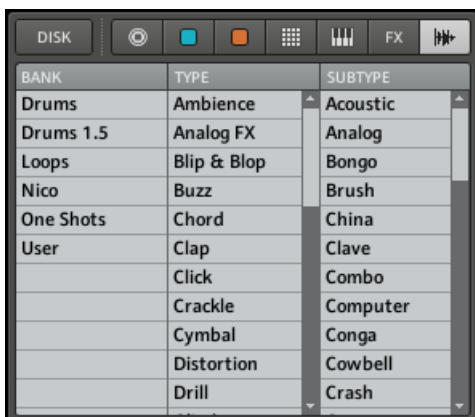 DISK FX
BANK TYPE SUBTYPE
Drums Ambience Acoustic
Drums 1.5 Analog FX Analog
Loops Blip & Blop Bongo
Nico Buzz Brush
One Shots Chord China
User Clap Clave
Click Combo
Crackle Computer
Cymbal Conga
Distortion Cowbell
Drill Crash